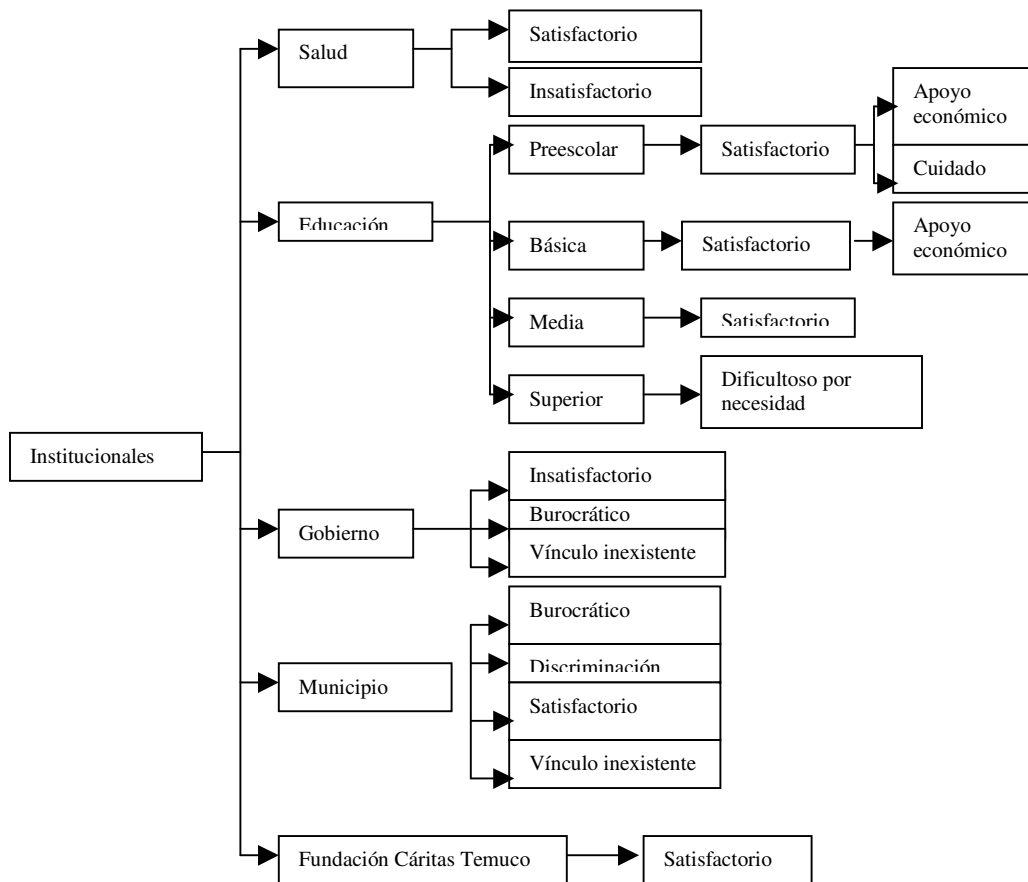 Salud
Satisfactorio
Insatisfactorio
Educación
Preescolar
Satisfactorio
Apoyo
económico
Cuidado
Básica
Satisfactorio
Apoyo
económico
Media
Satisfactorio
Superior
Dificultoso por
necesidad
Institucionales
Gobierno
Insatisfactorio
Burocrático
Vínculo inexistente
Municipio
Burocrático
Discriminación
Satisfactorio
Vínculo inexistente
Fundación Cáritas Temuco
Satisfactorio